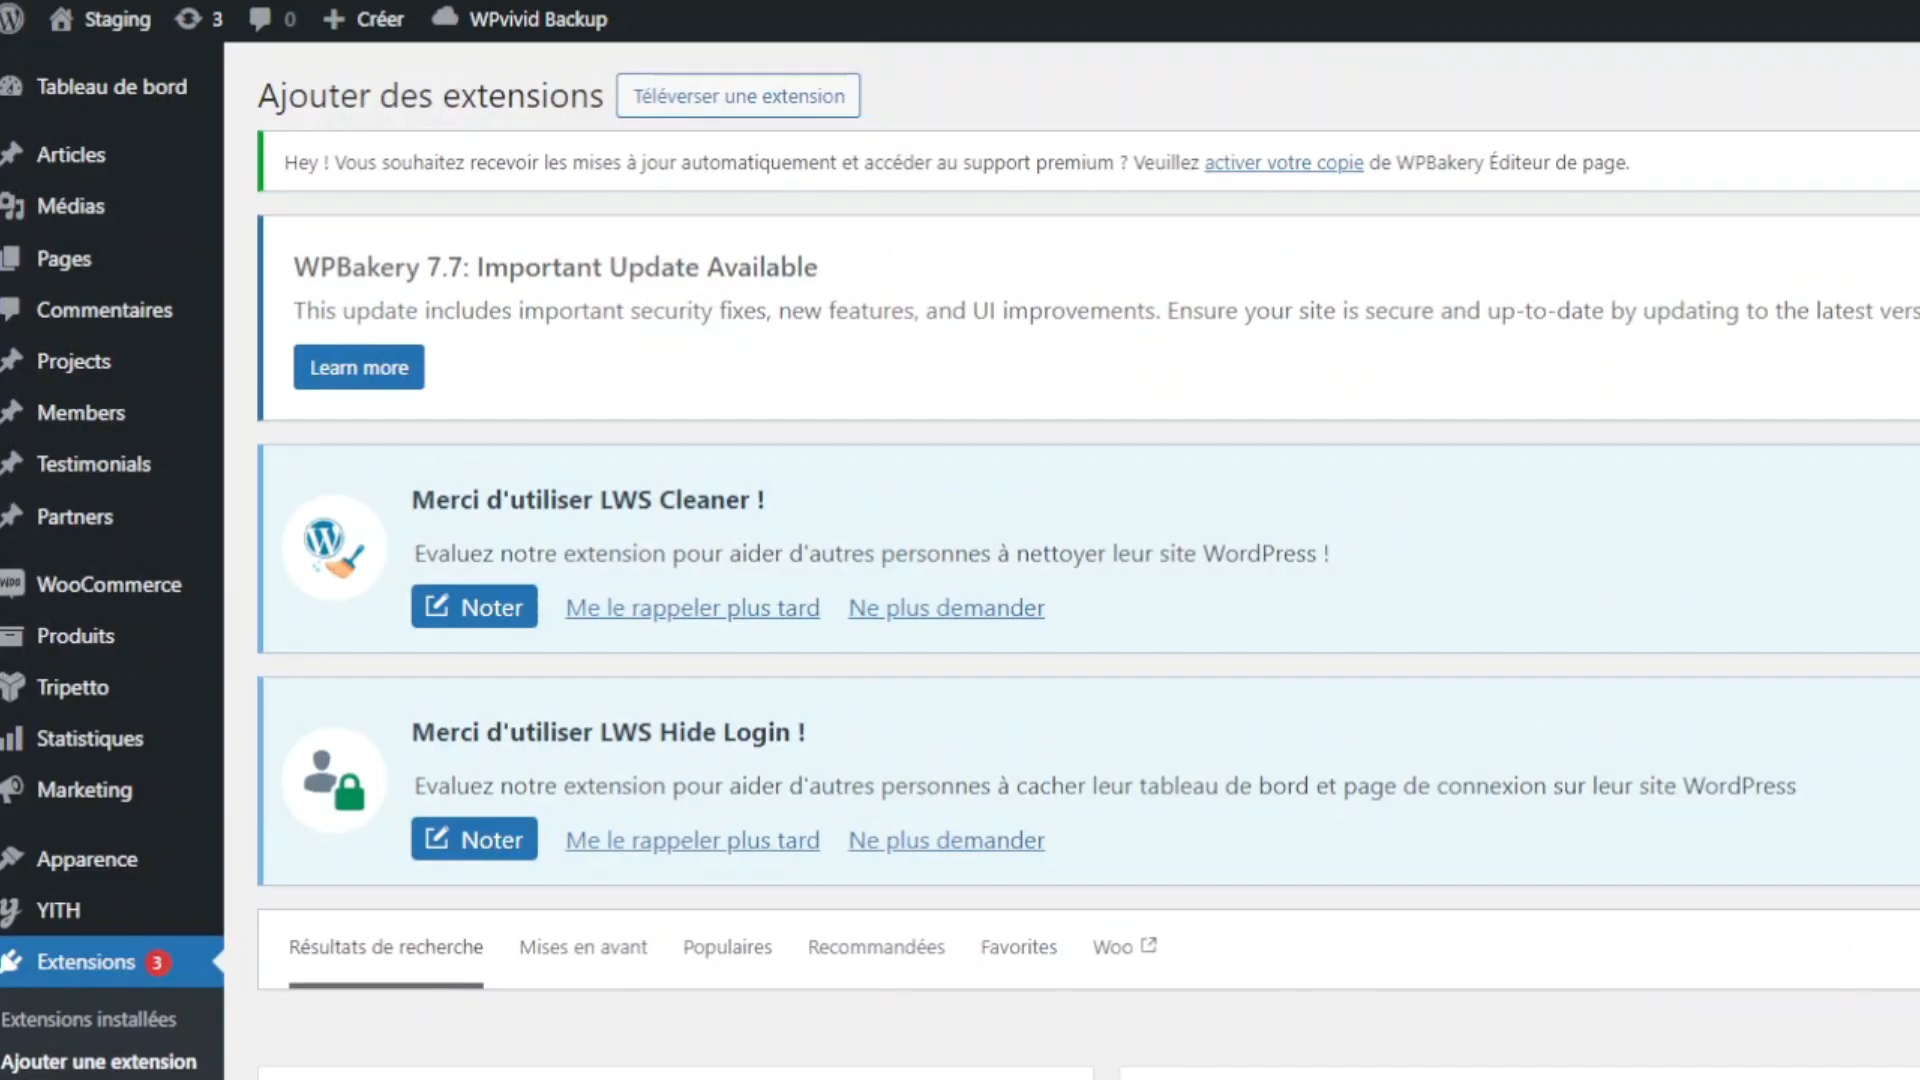 Staging 3 0 Créer WPvivid Backup
Tableau de bord
Articles
Médias
Pages
Commentaires
Projects
Members
Testimonials
Partners
WooCommerce
Produits
Tripetto
Statistiques
Marketing
Apparence
YITH
Extensions 3
Extensions installées
Ajouter une extension
Ajouter des extensions Téléverser une extension
Hey ! Vous souhaitez recevoir les mises à jour automatiquement et accéder au support premium ? Veuillez activer votre copie de WPBakery Éditeur de page.
WPBakery 7.7: Important Update Available
This update includes important security fixes, new features, and UI improvements. Ensure your site is secure and up-to-date by updating to the latest vers
Learn more
Merci d'utiliser LWS Cleaner !
Evaluez notre extension pour aider d'autres personnes à nettoyer leur site WordPress !
Noter Me le rappeler plus tard Ne plus demander
Merci d'utiliser LWS Hide Login !
Evaluez notre extension pour aider d'autres personnes à cacher leur tableau de bord et page de connexion sur leur site WordPress
Noter Me le rappeler plus tard Ne plus demander
Résultats de recherche Mises en avant Populaires Recommandées Favorites Woo